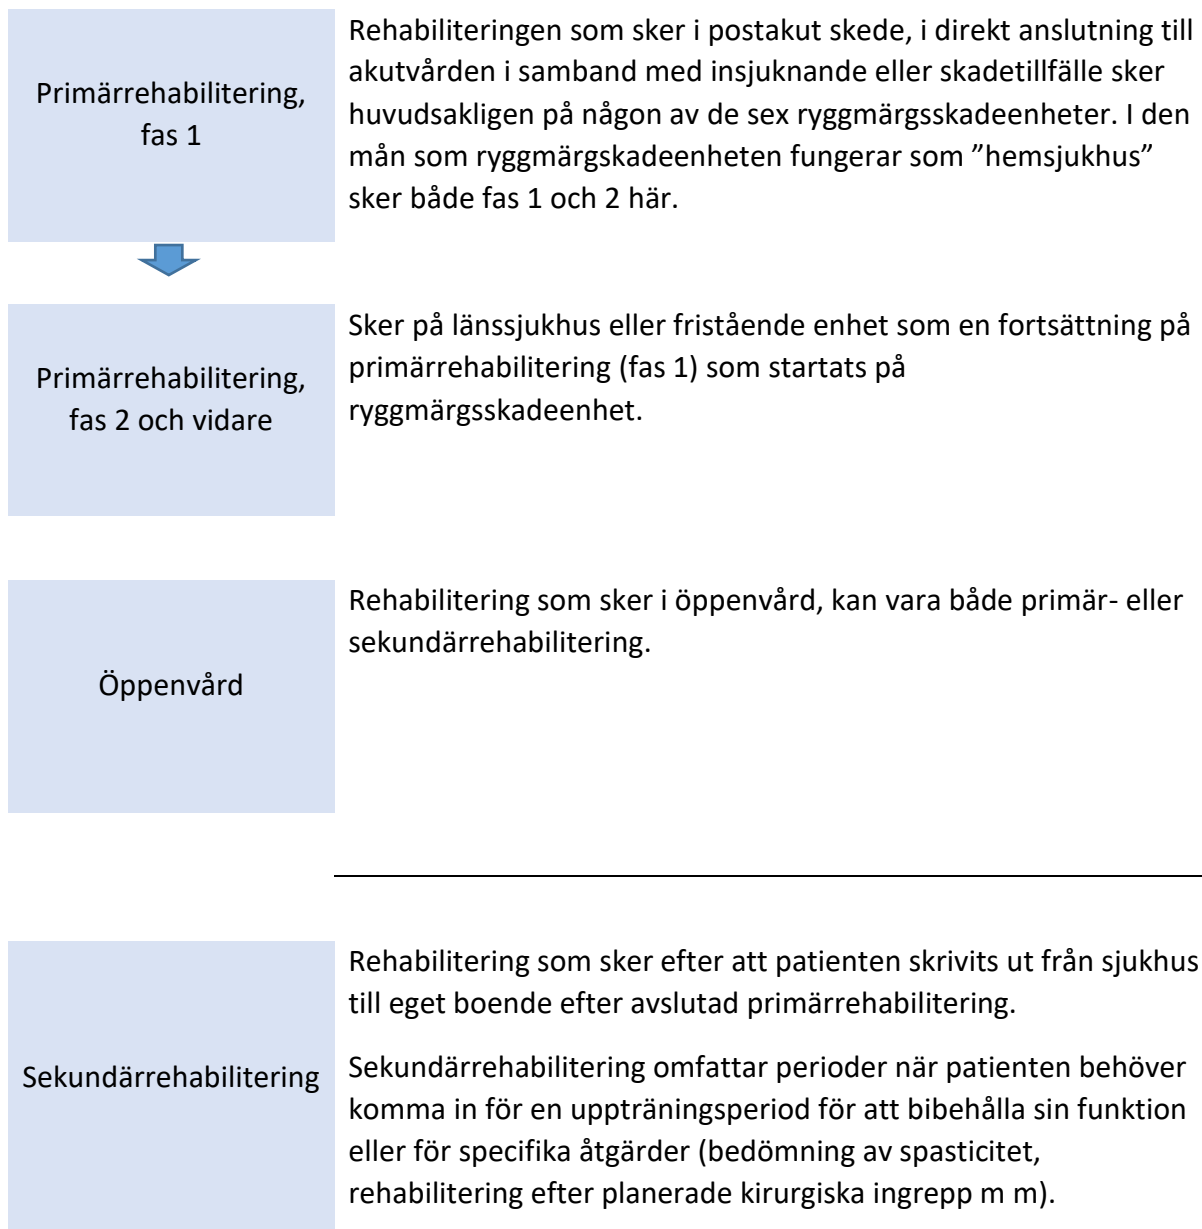 Primärrehabilitering,
fas 1
Rehabiliteringen som sker i postakut skede, i direkt anslutning till
akutvården i samband med insjuknande eller skadetillfälle sker
huvudsakligen på någon av de sex ryggmärgsskadeenheter. I den
mån som ryggmärgskadeenheten fungerar som ”hemsjukhus”
sker både fas 1 och 2 här.
Primärrehabilitering,
fas 2 och vidare
Sker på länssjukhus eller fristående enhet som en fortsättning på
primärrehabilitering (fas 1) som startats på
ryggmärgsskadeenhet.
Öppenvård
Rehabilitering som sker i öppenvård, kan vara både primär- eller
sekundärrehabilitering.
Sekundärrehabilitering
Rehabilitering som sker efter att patienten skrivits ut från sjukhus
till eget boende efter avslutad primärrehabilitering.
Sekundärrehabilitering omfattar perioder när patienten behöver
komma in för en uppträningsperiod för att bibehålla sin funktion
eller för specifika åtgärder (bedömning av spasticitet,
rehabilitering efter planerade kirurgiska ingrepp m m).